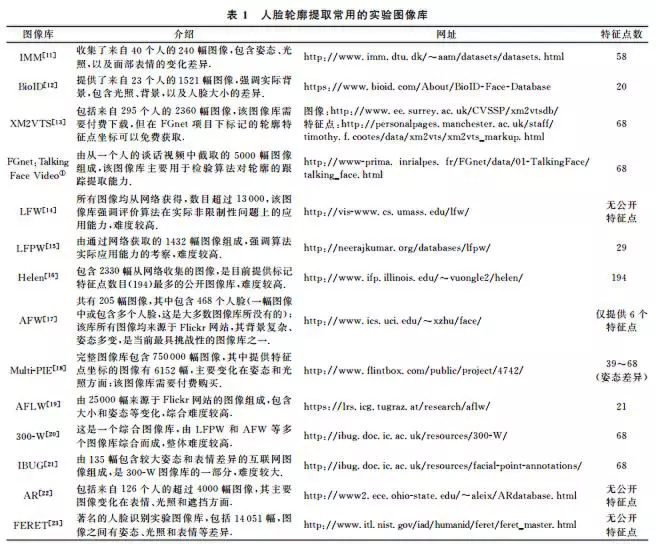 表 1 人脸轮廓提取常用的实验图像库
图像库 介绍 网址 特征点数
IMM[11] 收集了来自 40 个人的 240 幅图像,包含姿态、光照,以及面部表情的变化差异. http://www.imm.dtu.dk/~aam/datasets/datasets.html 58
BioID[12] 提供了来自 23 个人的 1521 幅图像,强调实际背景,包含光照、背景,以及人脸大小的差异. https://www.bioid.com/About/BioID-Face-Database 20
XM2VTS[13] 包括来自 295 个人的 2360 幅图像,该图像库需要付费下载,但在 FGnet 项目下标记的轮廓特征点坐标可以免费获取. 图像:http://www.ee.surrey.ac.uk/CVSSP/xm2vtsdb/ 特征点:http://personalpages.manchester.ac.uk/staff/timothy.f.cootes/data/xm2vts/xm2vts_markup.html 68
FGnet:Talking Face Video① 由从一个人的谈话视频中截取的 5000 幅图像组成,该图像库主要用于检验算法对轮廓的跟踪提取能力. http://www-prima.inrialpes.fr/FGnet/data/01-TalkingFace/talking_face.html 68
LFW[14] 所有图像均从网络获得,数目超过 13000,该图像库强调评价算法在实际非限制性问题上的应用能力,难度较高. http://vis-www.cs.umass.edu/lfw/ 无公开特征点
LFPW[15] 由通过网络获取的 1432 幅图像组成,强调算法实际应用能力的考察,难度较高. http://neerajkumar.org/databases/lfpw/ 29
Helen[16] 包含 2330 幅从网络收集的图像,是目前提供标记特征点数目(194)最多的公开图像库,难度较高. http://www.ifp.illinois.edu/~vuongle2/helen/ 194
AFW[17] 共有 205 幅图像,其中包含 468 个人脸(一幅图像中或包含多个人脸,这是大多数图像库所没有的);该库所有图像均来源于 Flickr 网站,其背景复杂、姿态多变,是当前最具挑战性的图像库之一. http://www.ics.uci.edu/~xzhu/face/ 仅提供 6 个特征点
Multi-PIE[18] 完整图像库包含 750000 幅图像,其中提供特征点坐标的图像有 6152 幅,主要变化在姿态和光照方面;该图像库需要付费购买. http://www.flintbox.com/public/project/4742/ 39~68 (姿态差异)
AFLW[19] 由 25000 幅来源于 Flickr 网站的图像组成,包含大小和姿态等变化,综合难度较高. https://lrs.icg.tugraz.at/research/aflw/ 21
300-W[20] 这是一个综合图像库,由 LFPW 和 AFW 等多个图像库综合而成,整体难度较高. http://ibug.doc.ic.ac.uk/resources/300-W/ 68
IBUG[21] 由 135 幅包含较大姿态和表情差异的互联网图像组成,是 300-W 图像库的一部分,难度较大. http://ibug.doc.ic.ac.uk/resources/facial-point-annotations/ 68
AR[22] 包括来自 126 个人的超过 4000 幅图像,其主要图像变化在表情、光照和遮挡方面. http://www2.ece.ohio-state.edu/~aleix/ARdatabase.html 无公开特征点
FERET[23] 著名的人脸识别实验图像库,包括 14051 幅,图像之间有姿态、光照和表情等差异. http://www.itl.nist.gov/iad/humanid/feret/feret_master.html 无公开特征点